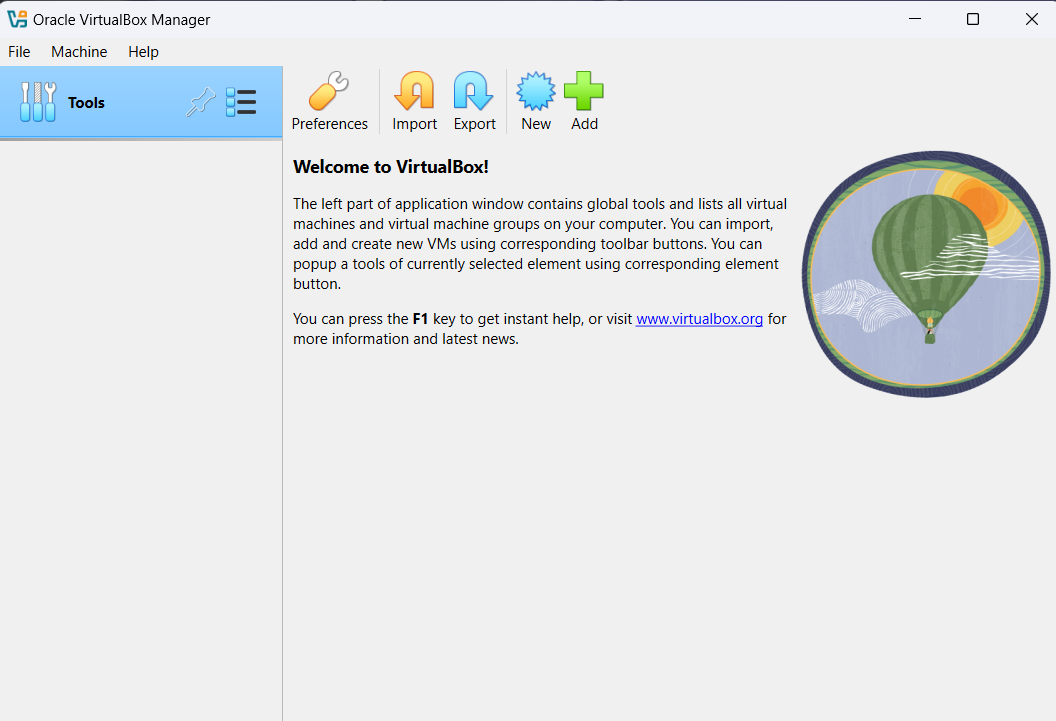 Oracle VirtualBox Manager
File Machine Help
Tools
Preferences Import Export New Add
Welcome to VirtualBox!
The left part of application window contains global tools and lists all virtual
machines and virtual machine groups on your computer. You can import,
add and create new VMs using corresponding toolbar buttons. You can
popup a tools of currently selected element using corresponding element
button.
You can press the F1 key to get instant help, or visit www.virtualbox.org for
more information and latest news.